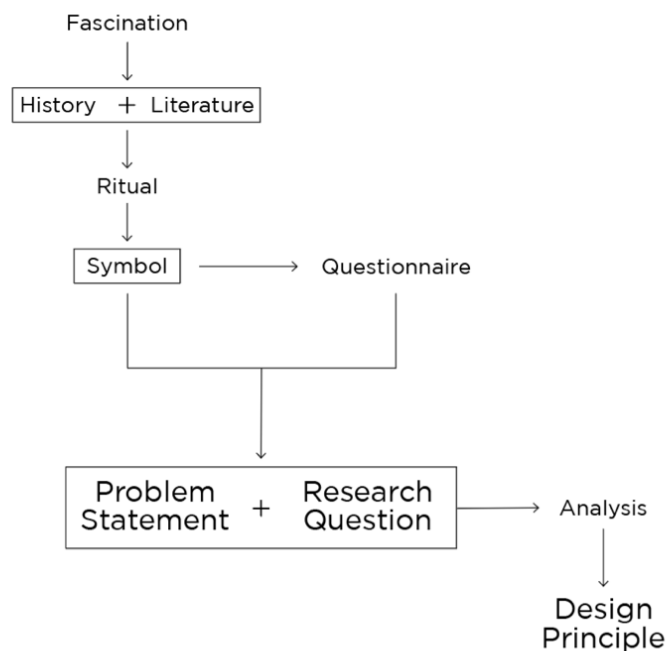 Fascination
History + Literature
Ritual
Symbol
Questionnaire
Problem Statement + Research Question
Analysis
Design
Principle